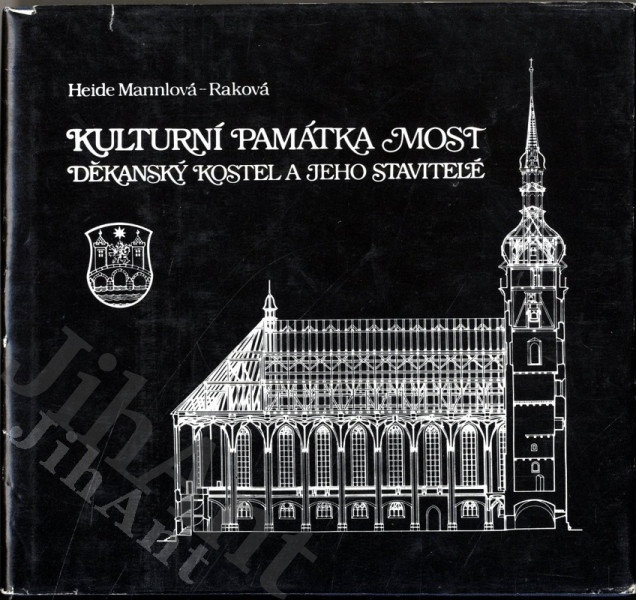 Heide Mannlová-Raková
KULTURNÍ PAMÁTKA MOST
DĚKANSKÝ KOSTEL A JEHO STAVITELÉ
JihAnt
JihAnt